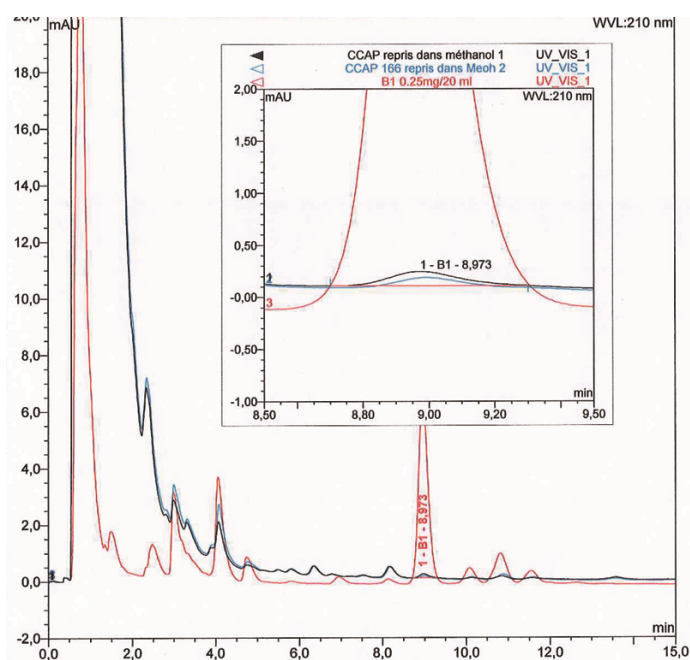 20,0 mAU WVL:210 nm
CCAP repris dans méthanol 1 UV_VIS_1
CCAP 166 repris dans Meoh 2 UV_VIS_1
B1 0.25mg/20 ml UV_VIS_1
2,00 mAU WVL:210 nm
18,0
16,0
14,0
12,0
10,0
8,0
6,0
4,0
2,0
0,0
-2,0
1,00
0,50
-0,00
-0,50
-1,00
1 - B1 - 8,973
1
3
min
8,50 8,80 9,00 9,20 9,50
1 - B1 - 8,973
min
0,0 2,0 4,0 6,0 8,0 10,0 12,0 15,0